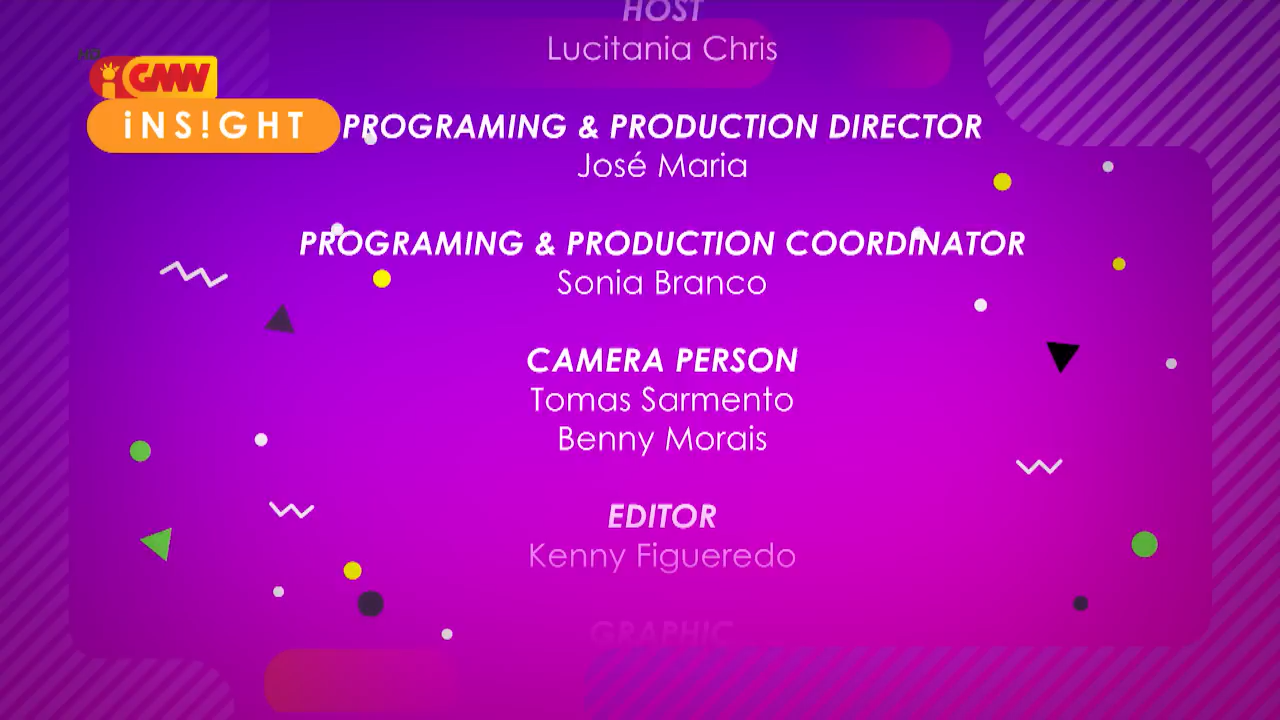 HOST
Lucitania Chris
HD
iGMW
iNS!GHT
PROGRAMING & PRODUCTION DIRECTOR
José Maria
PROGRAMING & PRODUCTION COORDINATOR
Sonia Branco
CAMERA PERSON
Tomas Sarmento
Benny Morais
EDITOR
Kenny Figueredo
GRAPHIC